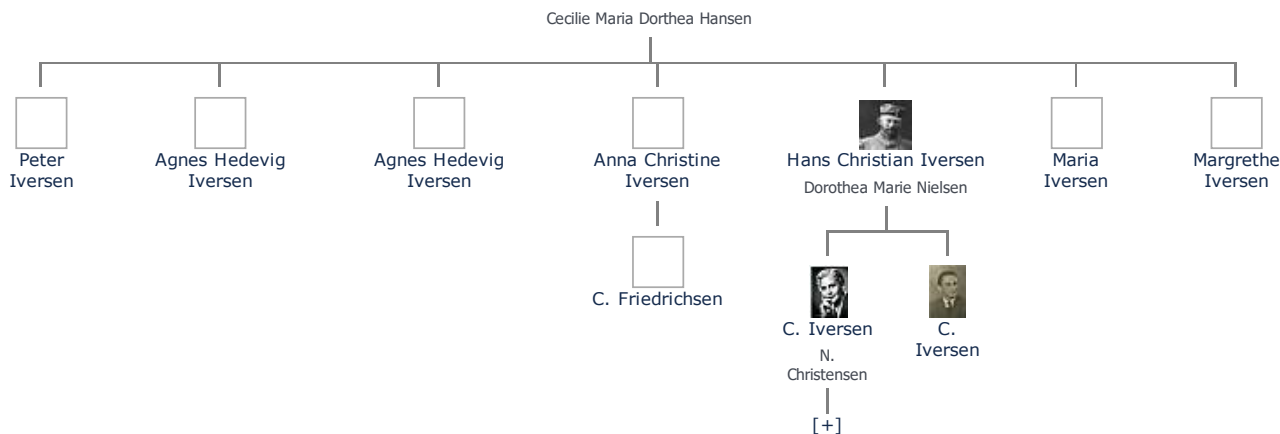 Cecilie Maria Dorthea Hansen
Peter
Iversen
Agnes Hedevig
Iversen
Agnes Hedevig
Iversen
Anna Christine
Iversen
Hans Christian Iversen
Dorothea Marie Nielsen
Maria
Iversen
Margrethe
Iversen
C. Friedrichsen
C. Iversen
N.
Christensen
[+]
C.
Iversen